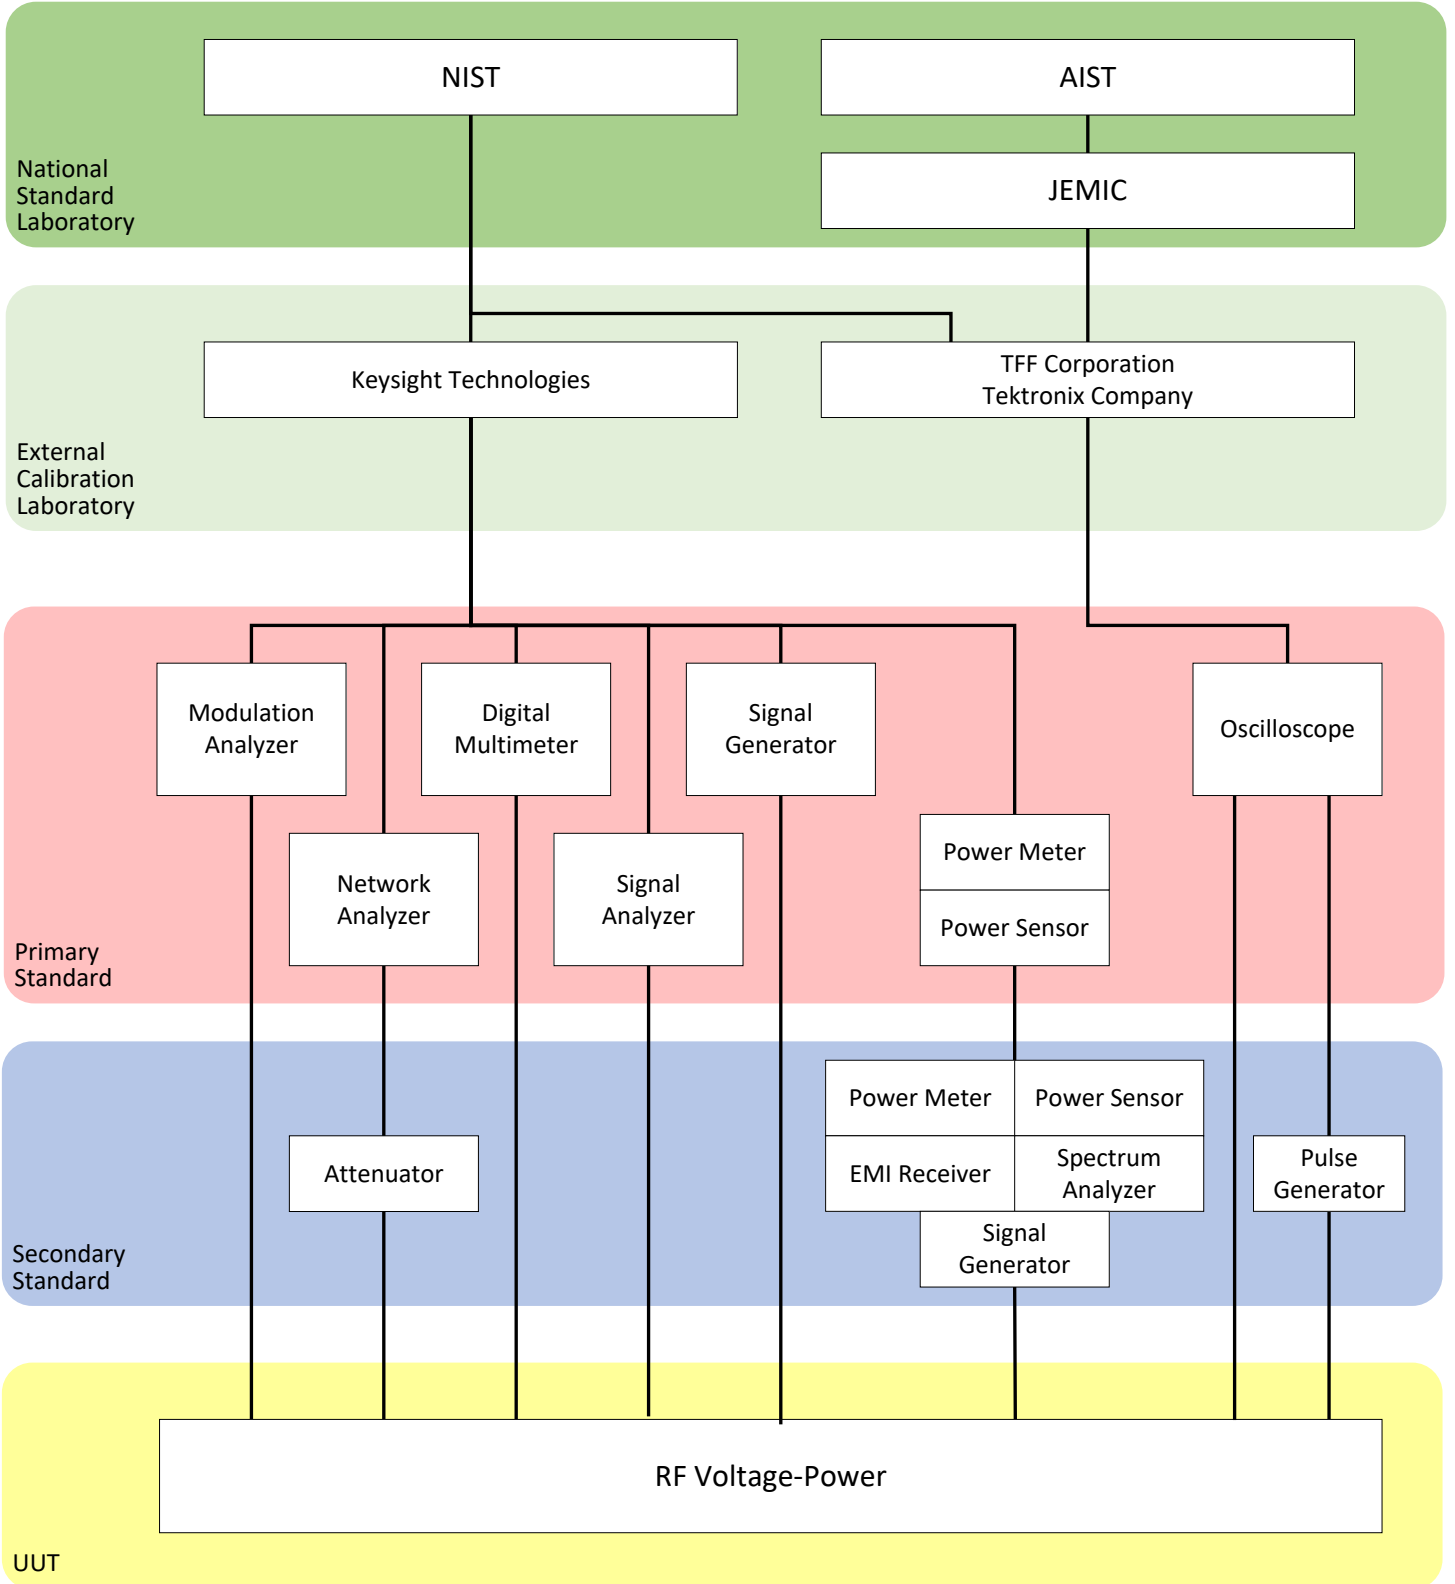 NIST
AIST
JEMIC
National
Standard
Laboratory
Keysight Technologies
TFF Corporation
Tektronix Company
External
Calibration
Laboratory
Modulation
Analyzer
Digital
Multimeter
Signal
Generator
Oscilloscope
Network
Analyzer
Signal
Analyzer
Power Meter
Power Sensor
Primary
Standard
Power Meter
Power Sensor
Attenuator
EMI Receiver
Spectrum
Analyzer
Pulse
Generator
Signal
Generator
Secondary
Standard
RF Voltage-Power
UUT